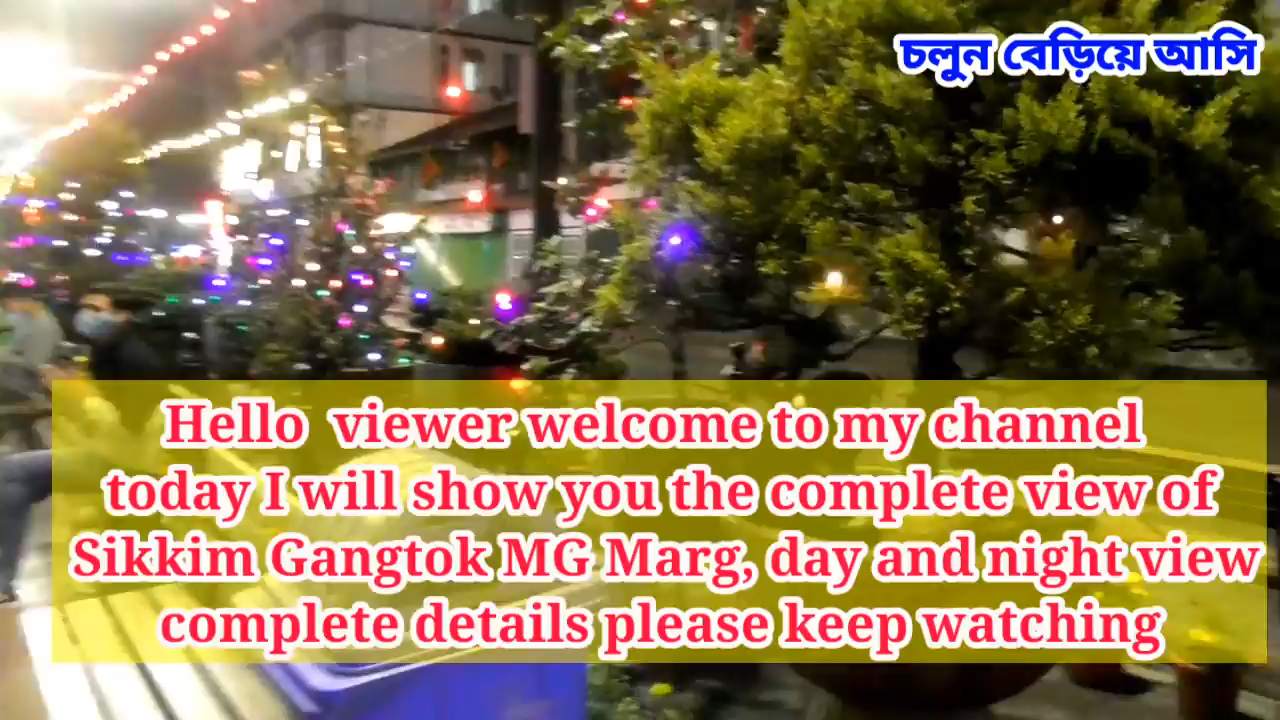 চলুন বেড়িয়ে আসি
Hello viewer welcome to my channel
today I will show you the complete view of
Sikkim Gangtok MG Marg, day and night view
complete details please keep watching